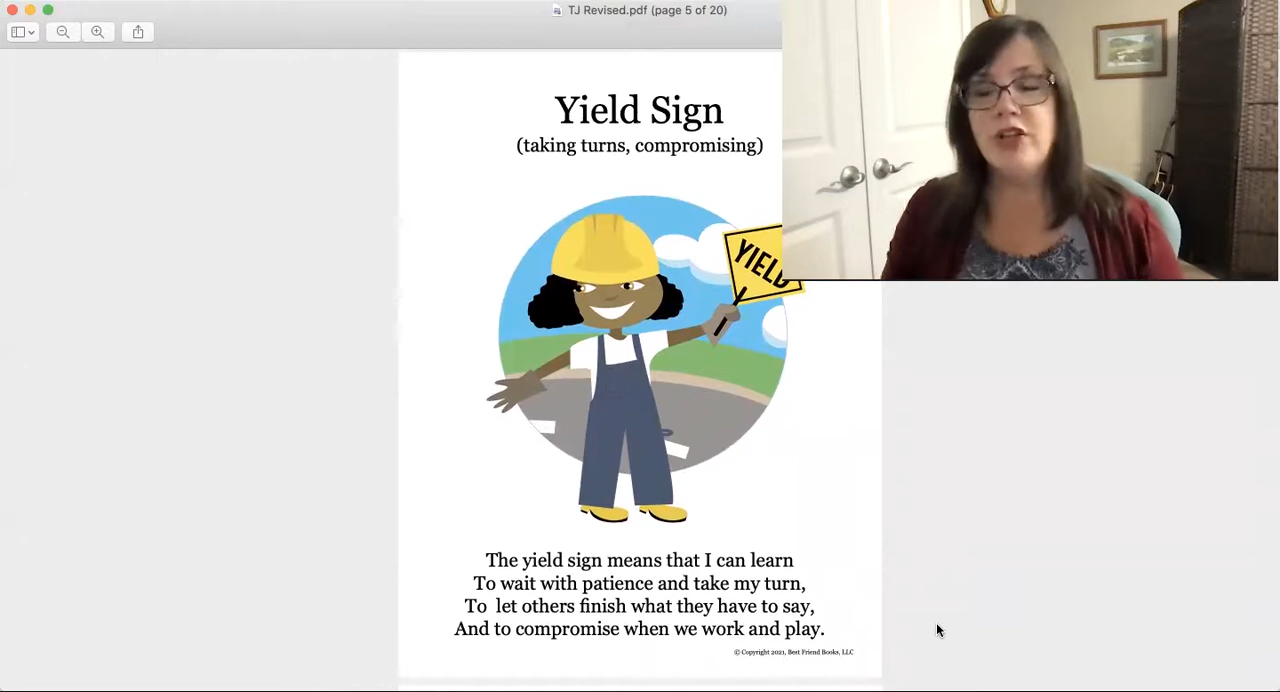 TJ Revised.pdf (page 5 of 20)
Yield Sign
(taking turns, compromising)
YIELD
The yield sign means that I can learn
To wait with patience and take my turn,
To let others finish what they have to say,
And to compromise when we work and play.
© Copyright 2021, Best Friend Books, LLC